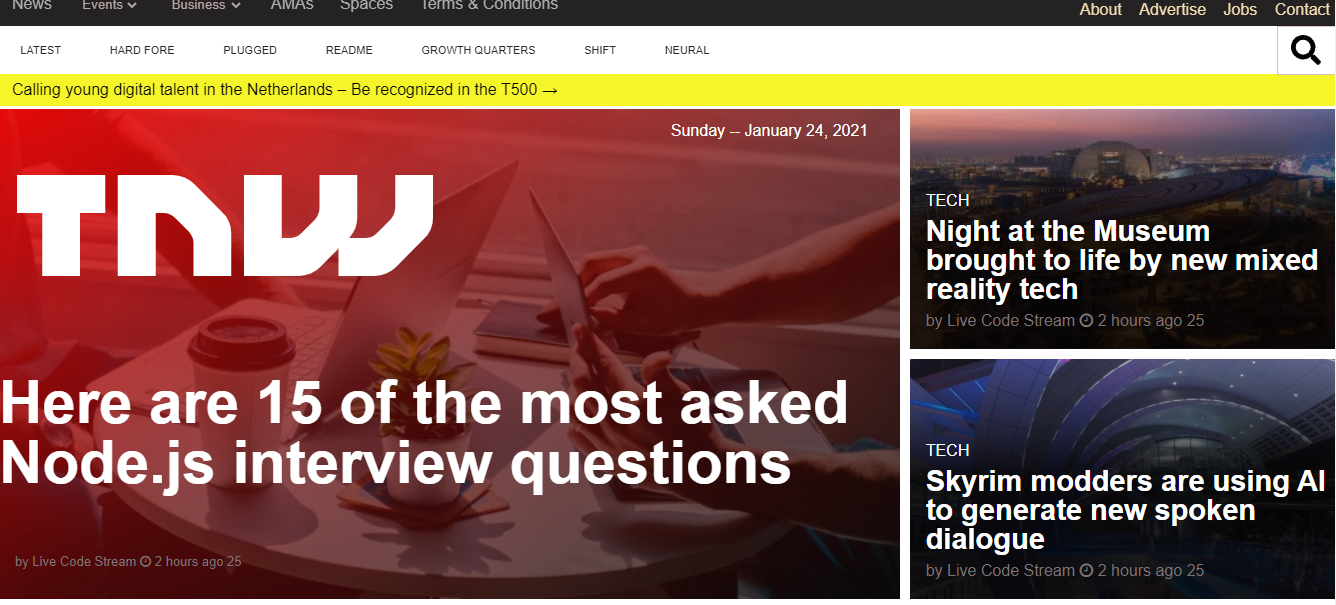 News Events Business AMAs Spaces Terms & Conditions About Advertise Jobs Contact
LATEST HARD FORE PLUGGED README GROWTH QUARTERS SHIFT NEURAL
Calling young digital talent in the Netherlands – Be recognized in the T500 →
Sunday -- January 24, 2021
TNW
Here are 15 of the most asked
Node.js interview questions
by Live Code Stream 2 hours ago 25
TECH
Night at the Museum
brought to life by new mixed
reality tech
by Live Code Stream 2 hours ago 25
TECH
Skyrim modders are using AI
to generate new spoken
dialogue
by Live Code Stream 2 hours ago 25